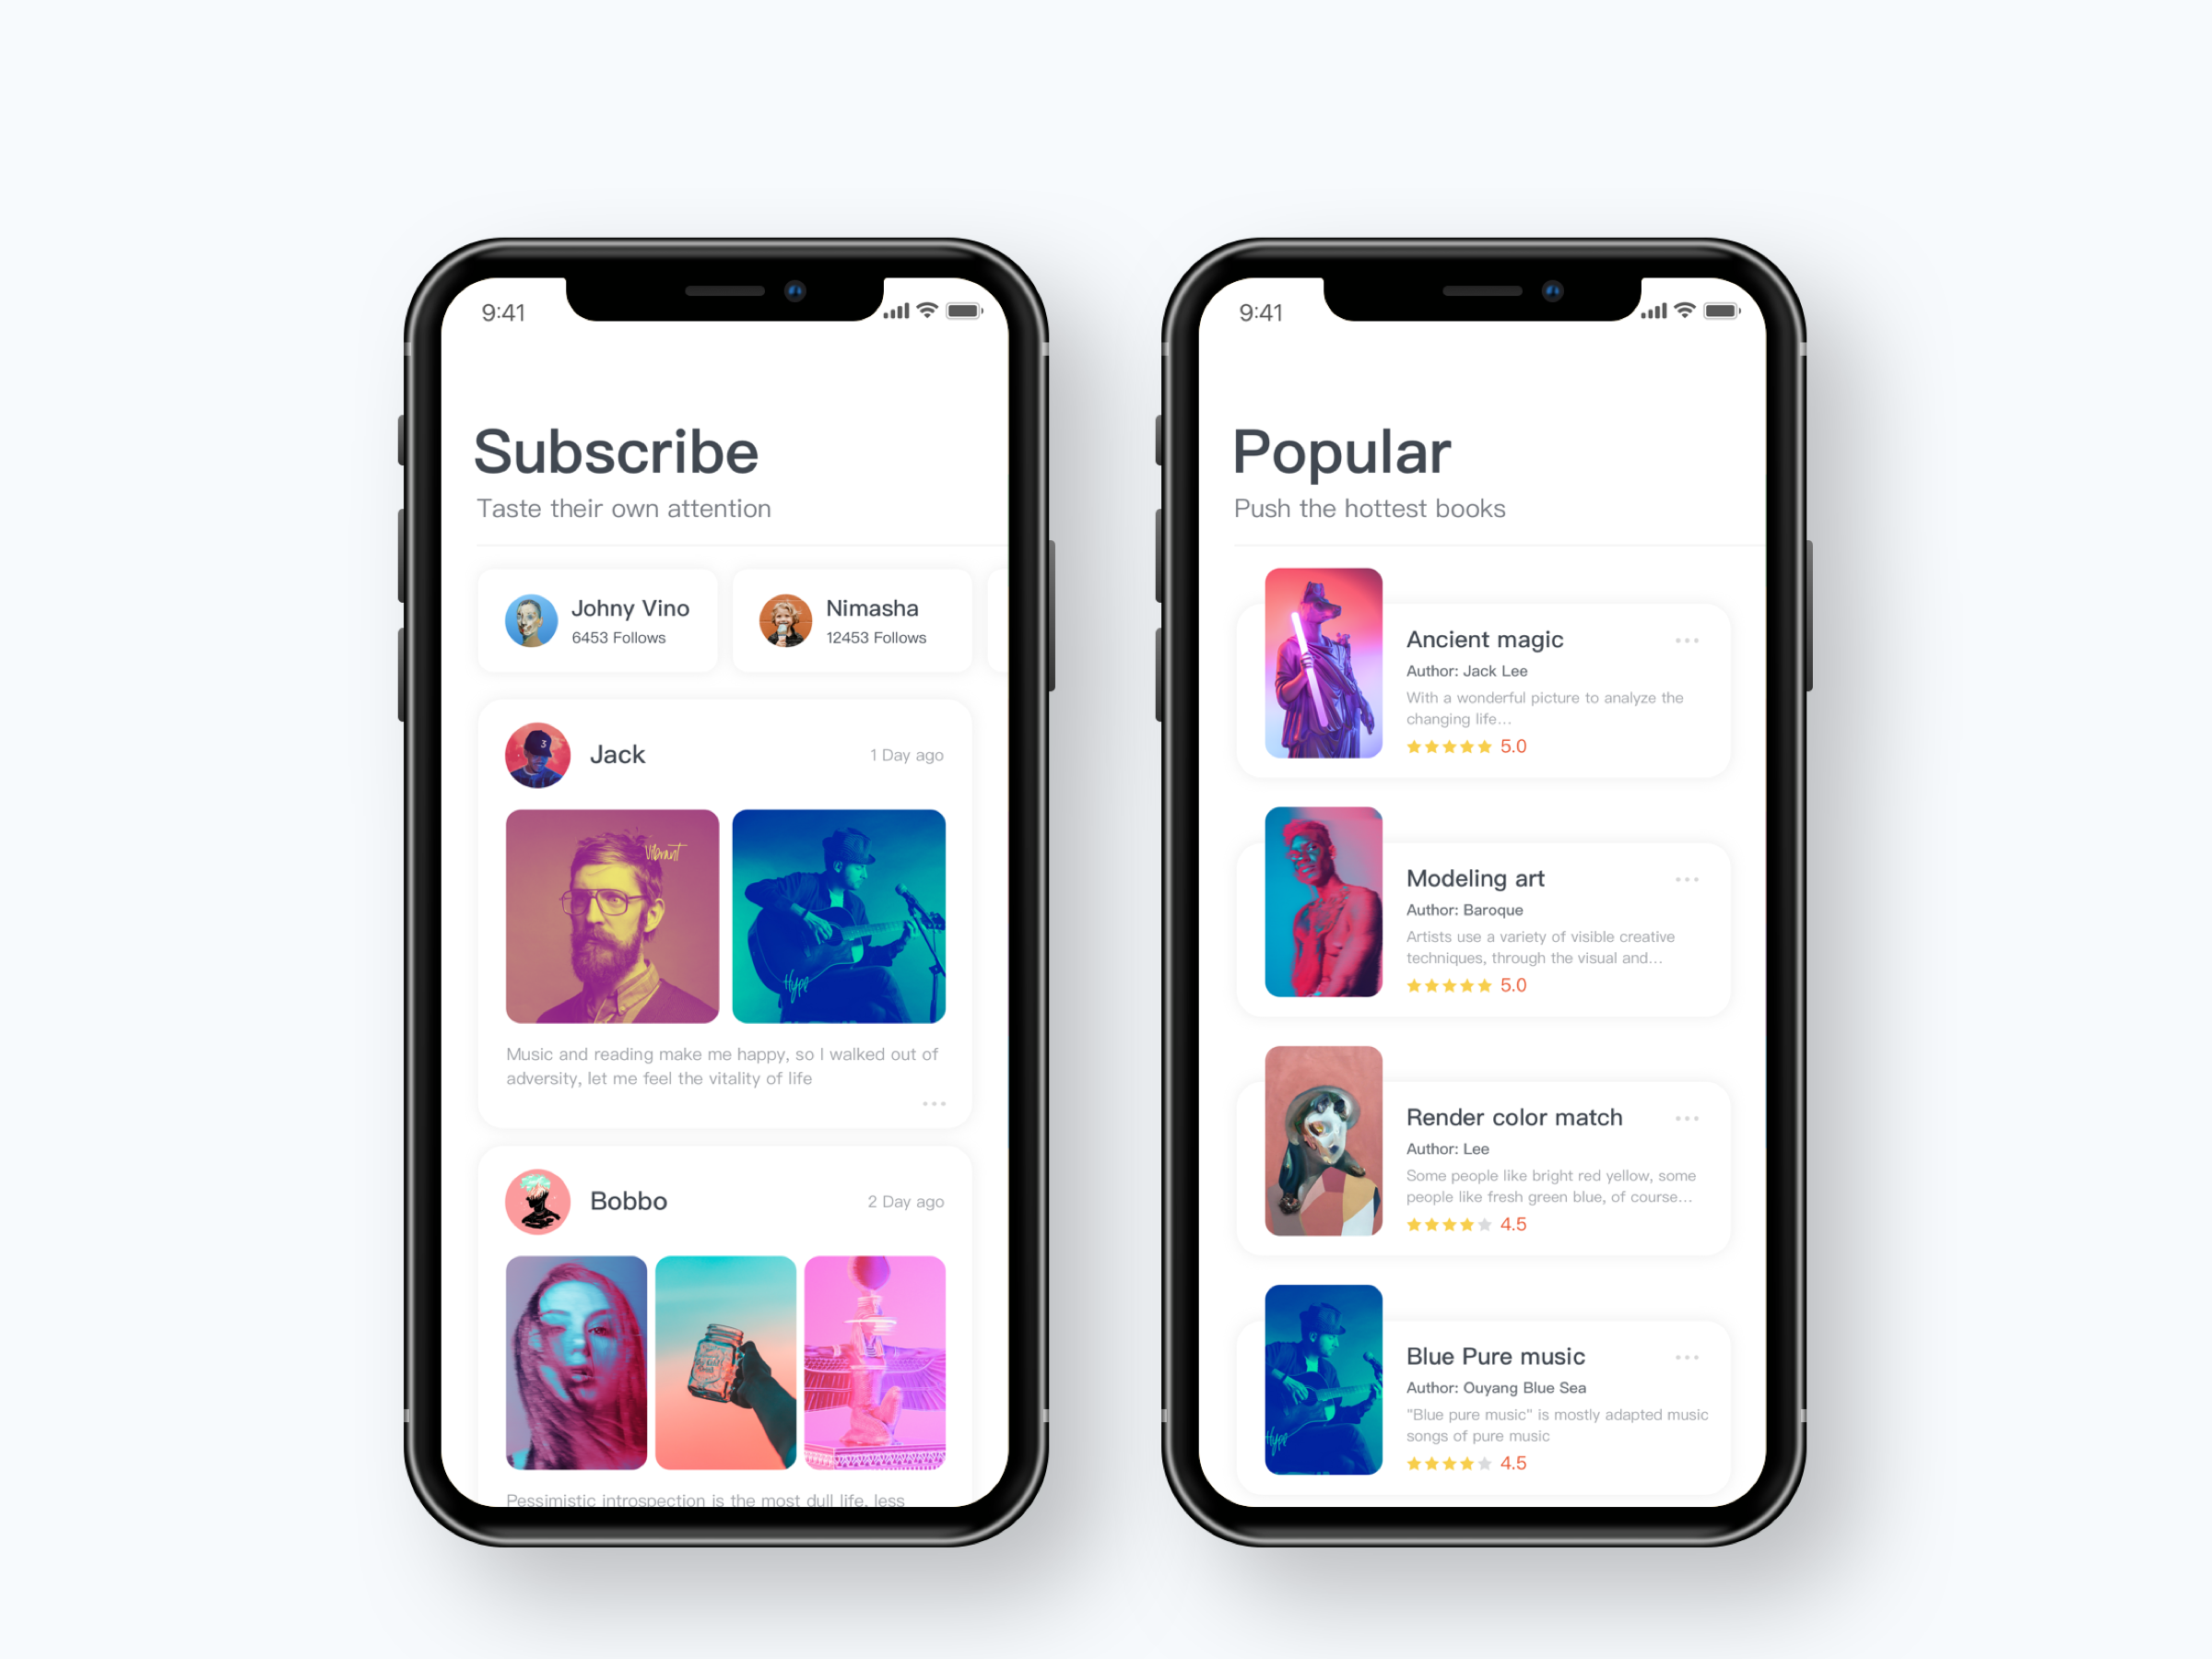 9:41
Subscribe
Taste their own attention
Johny Vino
6453 Follows
Nimasha
12453 Follows
Jack
1 Day ago
3
Vibrant
Hype
Music and reading make me happy, so I walked out of
adversity, let me feel the vitality of life
Bobbo
2 Day ago
Pessimistic introspection is the most dull life, less
9:41
Popular
Push the hottest books
Ancient magic
Author: Jack Lee
With a wonderful picture to analyze the
changing life...
5.0
Modeling art
Author: Baroque
Artists use a variety of visible creative
techniques, through the visual and...
5.0
Render color match
Author: Lee
Some people like bright red yellow, some
people like fresh green blue, of course...
4.5
Blue Pure music
Author: Ouyang Blue Sea
"Blue pure music" is mostly adapted music
songs of pure music
4.5
Hype